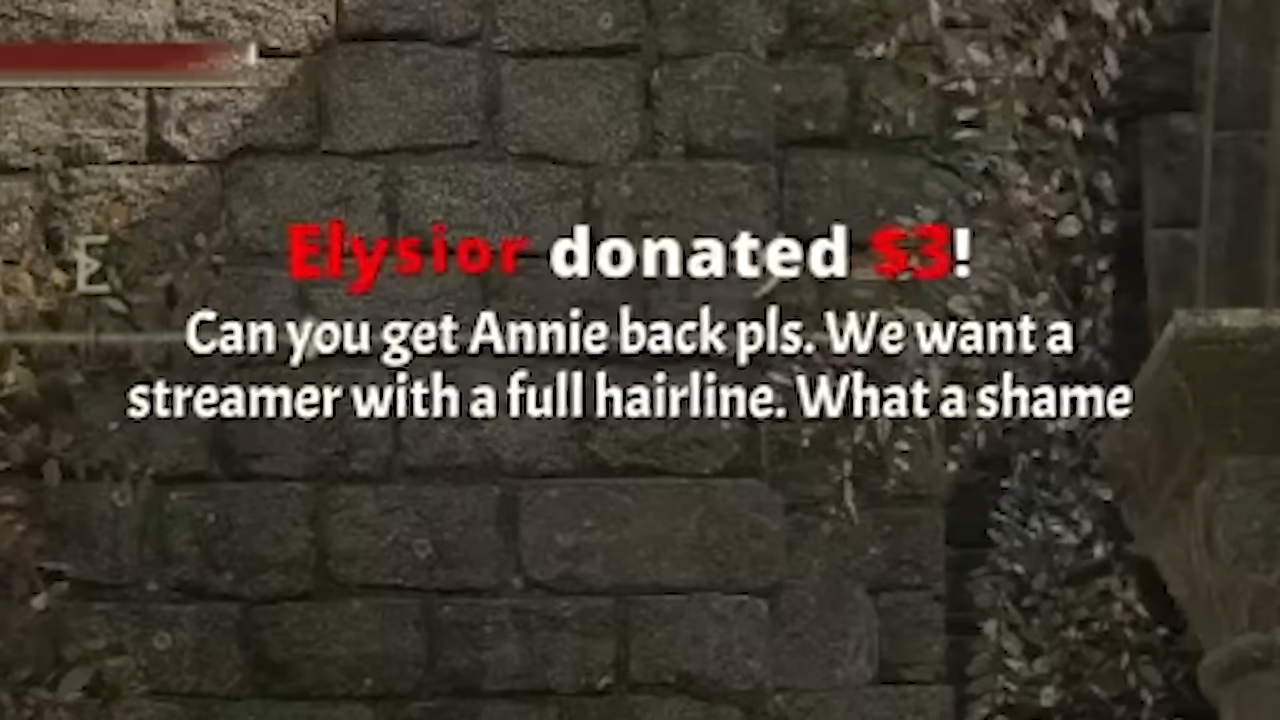 Elysior donated $3!
Can you get Annie back pls. We want a
streamer with a full hairline. What a shame